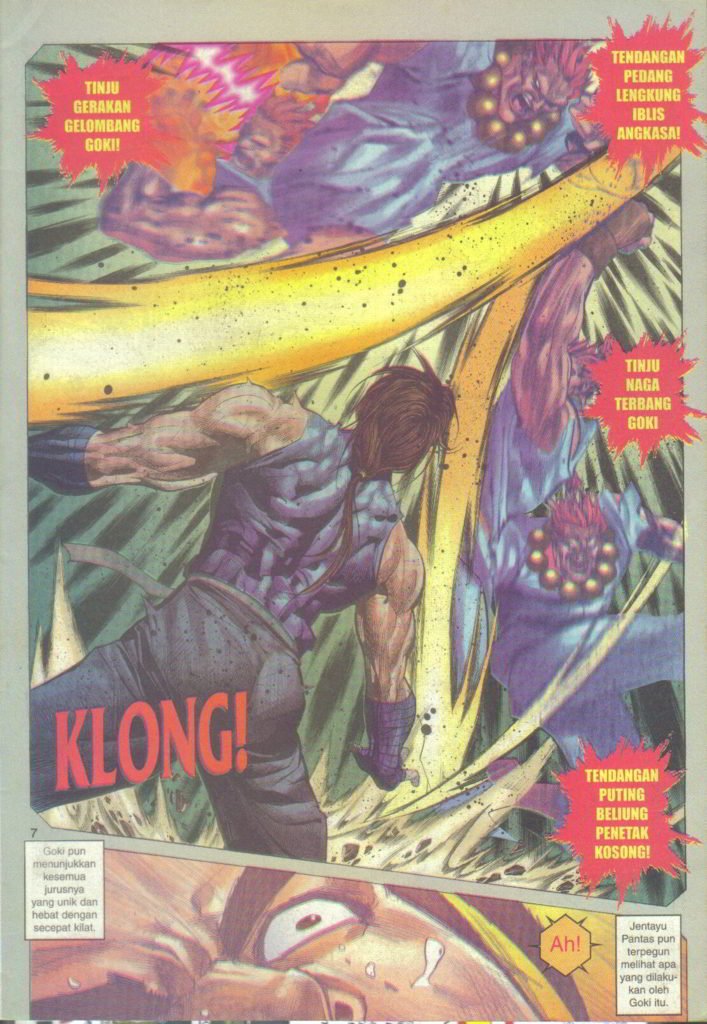 TINJU
GERAKAN
GELOMBANG
GOKI!
TENDANGAN
PEDANG
LENGKUNG
IBLIS
ANGKASA!
TINJU
NAGA
TERBANG
GOKI
KLONG!
TENDANGAN
PUTING
BELIUNG
PENETAK
KOSONG!
7
Goki pun
menunjukkan
kesemua
jurusnya
yang unik dan
hebat dengan
secepat kilat.
Ah!
Jentayu
Pantas pun
terpegun
melihat apa
yang dilaku-
kan oleh
Goki itu.